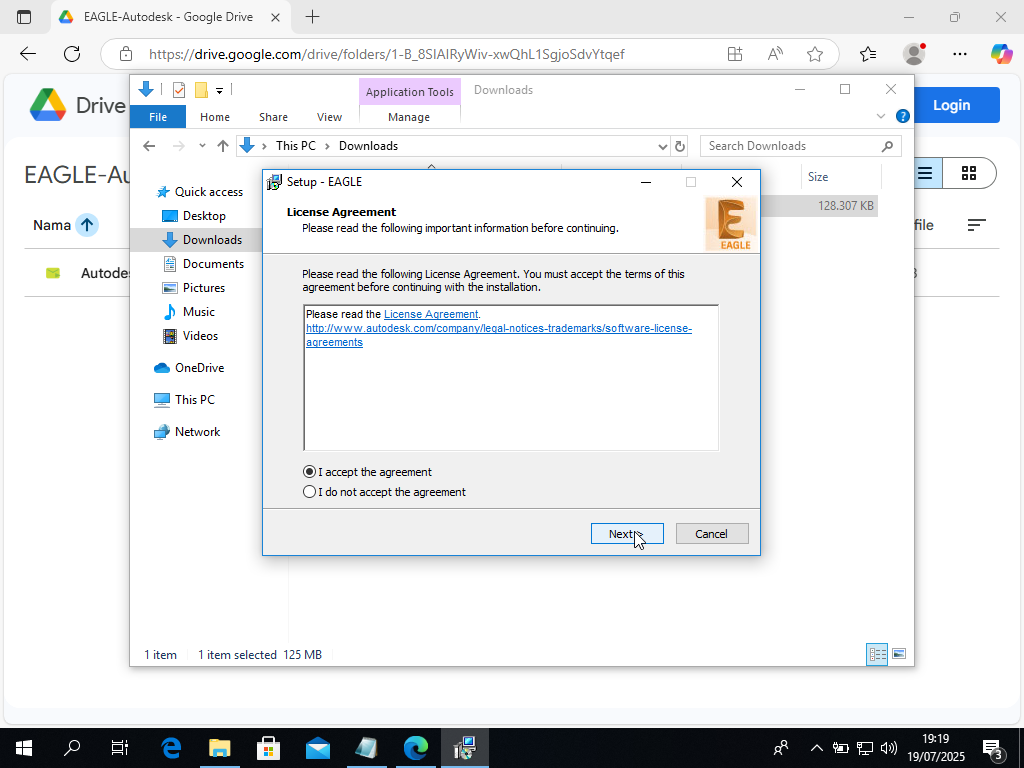 EAGLE-Autodesk - Google Drive
https://drive.google.com/drive/folders/1-B_8SIAIRyWiv-xwQhL1SgjoSdvYtqef
Drive
Login
Application Tools
Downloads
File
Home
Share
View
Manage
This PC
Downloads
Search Downloads
EAGLE-Au
Size
128.307 KB
Nama
file
Autodes
Quick access
Desktop
Downloads
Documents
Pictures
Music
Videos
OneDrive
This PC
Network
Setup - EAGLE
License Agreement
Please read the following important information before continuing.
EAGLE
Please read the following License Agreement. You must accept the terms of this
agreement before continuing with the installation.
Please read the License Agreement.
http://www.autodesk.com/company/legal-notices-trademarks/software-license-
agreements
I accept the agreement
I do not accept the agreement
Next >
Cancel
1 item
1 item selected 125 MB
19:19
19/07/2025
3